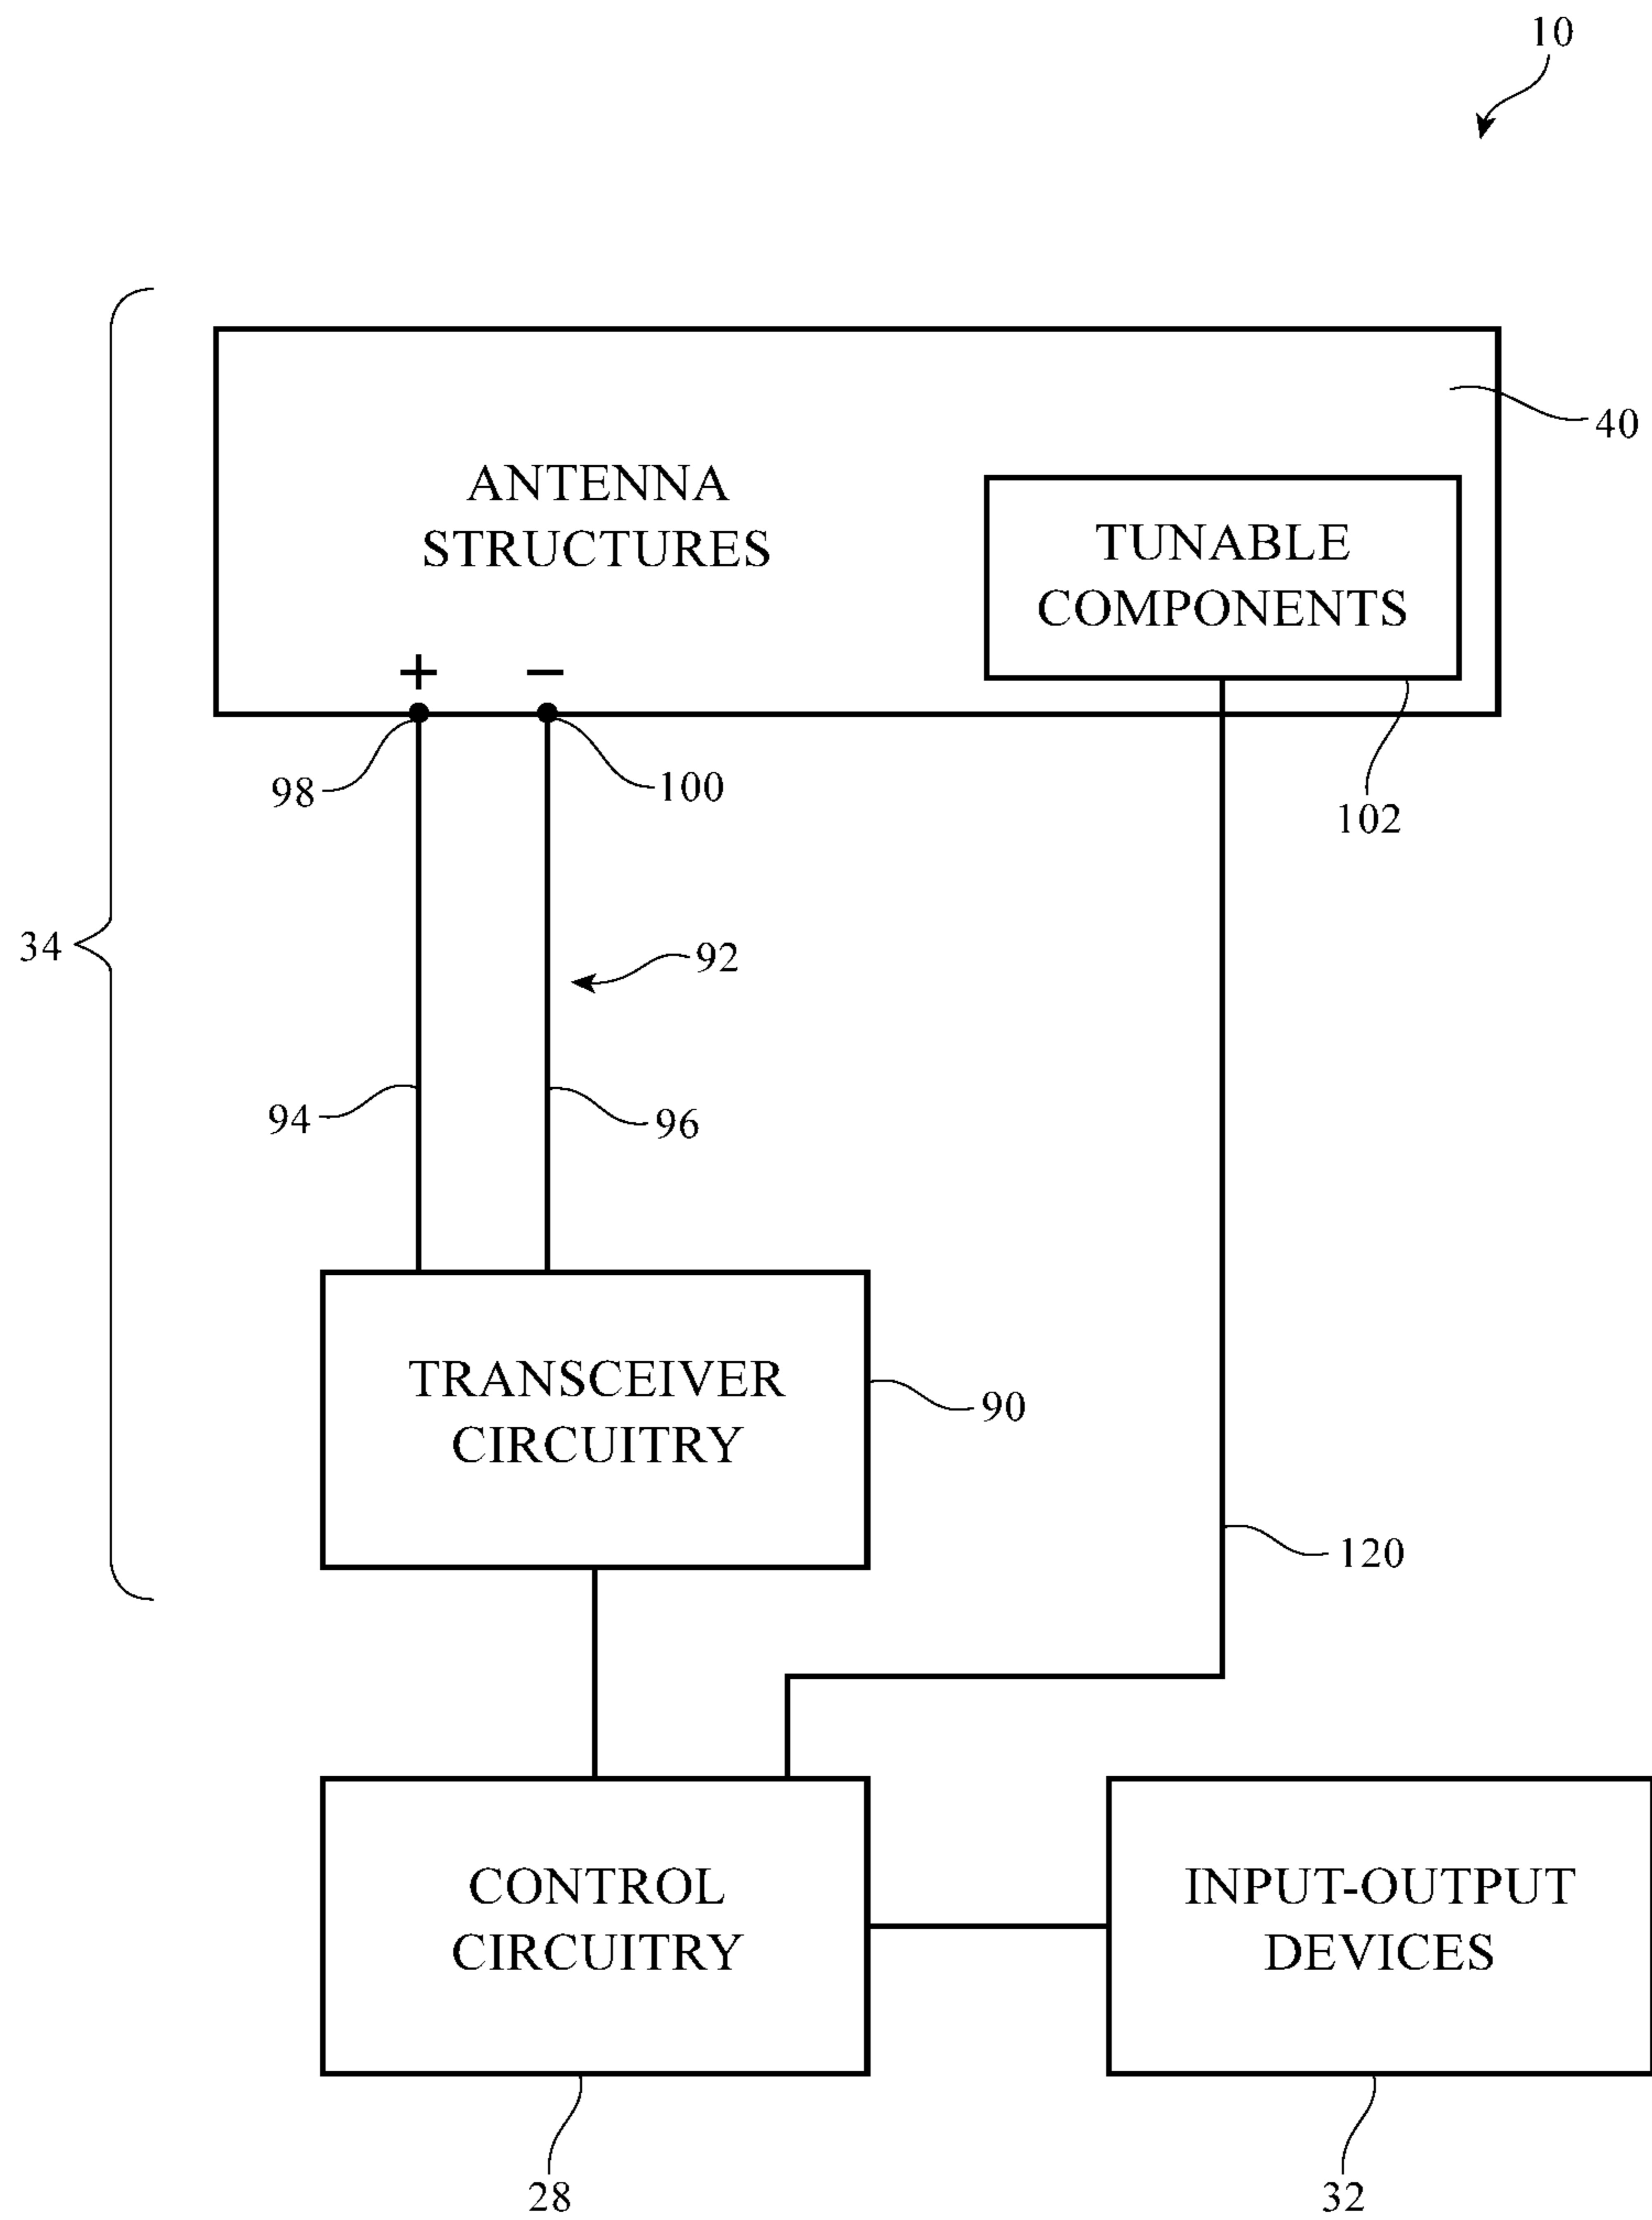 10
40
ANTENNA
STRUCTURES
TUNABLE
COMPONENTS
+
−
98
100
102
34
92
94
96
TRANSCEIVER
CIRCUITRY
90
120
CONTROL
CIRCUITRY
INPUT-OUTPUT
DEVICES
28
32